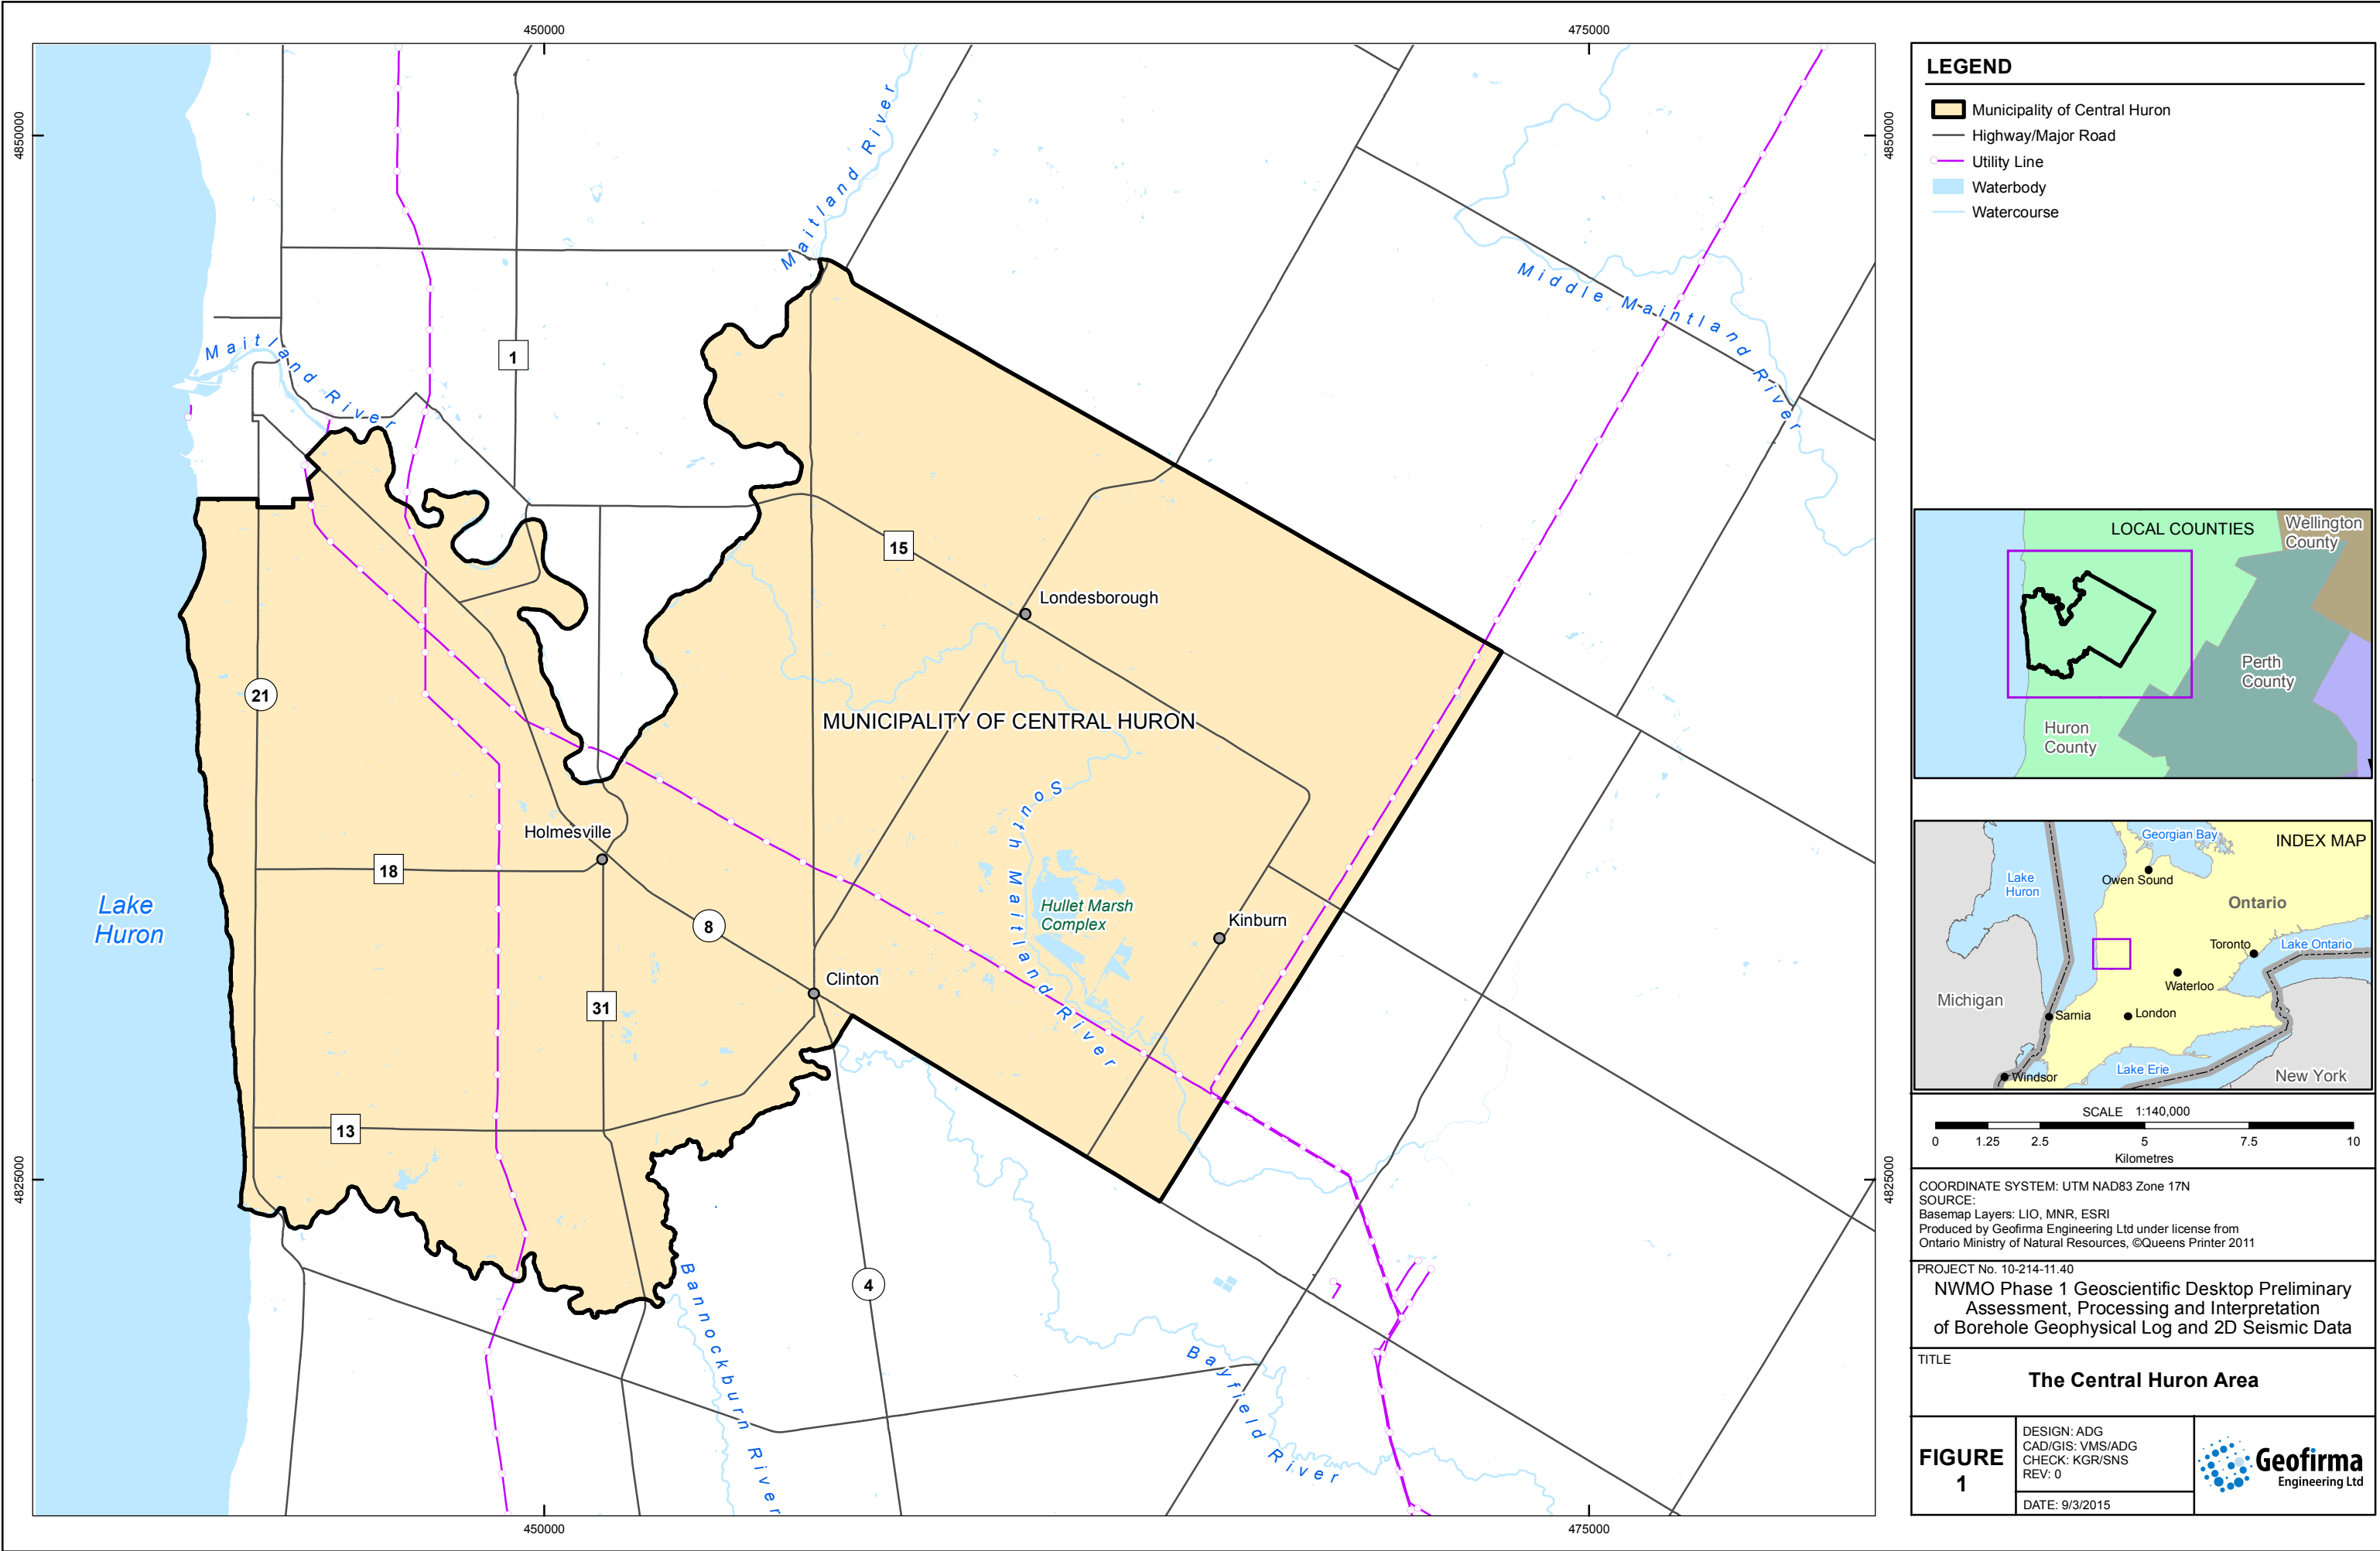 450000
475000
4850000
4850000
Maitland River
Maitland River
Middle Maintland River
1
15
Londesborough
21
MUNICIPALITY OF CENTRAL HURON
South Maitland River
Holmesville
18
Lake
Huron
8
Hullet Marsh
Complex
Kinburn
Clinton
31
13
4825000
4825000
4
Bannockburn River
Bayfield River
450000
475000
LEGEND
Municipality of Central Huron
Highway/Major Road
Utility Line
Waterbody
Watercourse
LOCAL COUNTIES
Wellington
County
Perth
County
Huron
County
INDEX MAP
Georgian Bay
Lake
Huron
Owen Sound
Ontario
Toronto
Lake Ontario
Waterloo
Michigan
Sarnia
London
Lake Erie
Windsor
New York
SCALE 1:140,000
0 1.25 2.5 5 7.5 10
Kilometres
COORDINATE SYSTEM: UTM NAD83 Zone 17N
SOURCE:
Basemap Layers: LIO, MNR, ESRI
Produced by Geofirma Engineering Ltd under license from
Ontario Ministry of Natural Resources, ©Queens Printer 2011
PROJECT No. 10-214-11.40
NWMO Phase 1 Geoscientific Desktop Preliminary
Assessment, Processing and Interpretation
of Borehole Geophysical Log and 2D Seismic Data
TITLE
The Central Huron Area
FIGURE
1
DESIGN: ADG
CAD/GIS: VMS/ADG
CHECK: KGR/SNS
REV: 0
DATE: 9/3/2015
Geofirma
Engineering Ltd